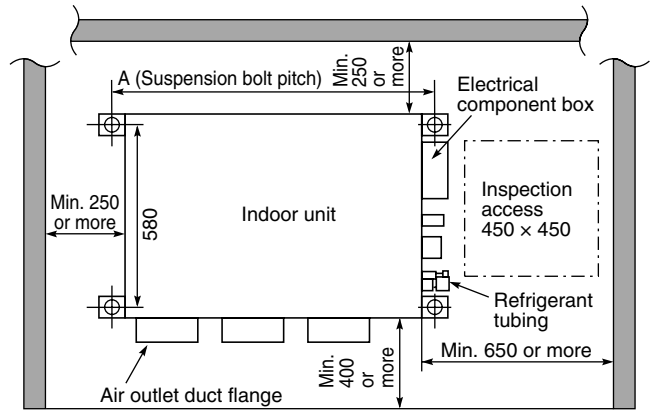 A (Suspension bolt pitch)
Min.
250
or
more
Electrical
component box
Inspection
access
450 × 450
Min. 250
or more
580
Indoor unit
Refrigerant
tubing
Min.
400
or
more
Min. 650 or more
Air outlet duct flange